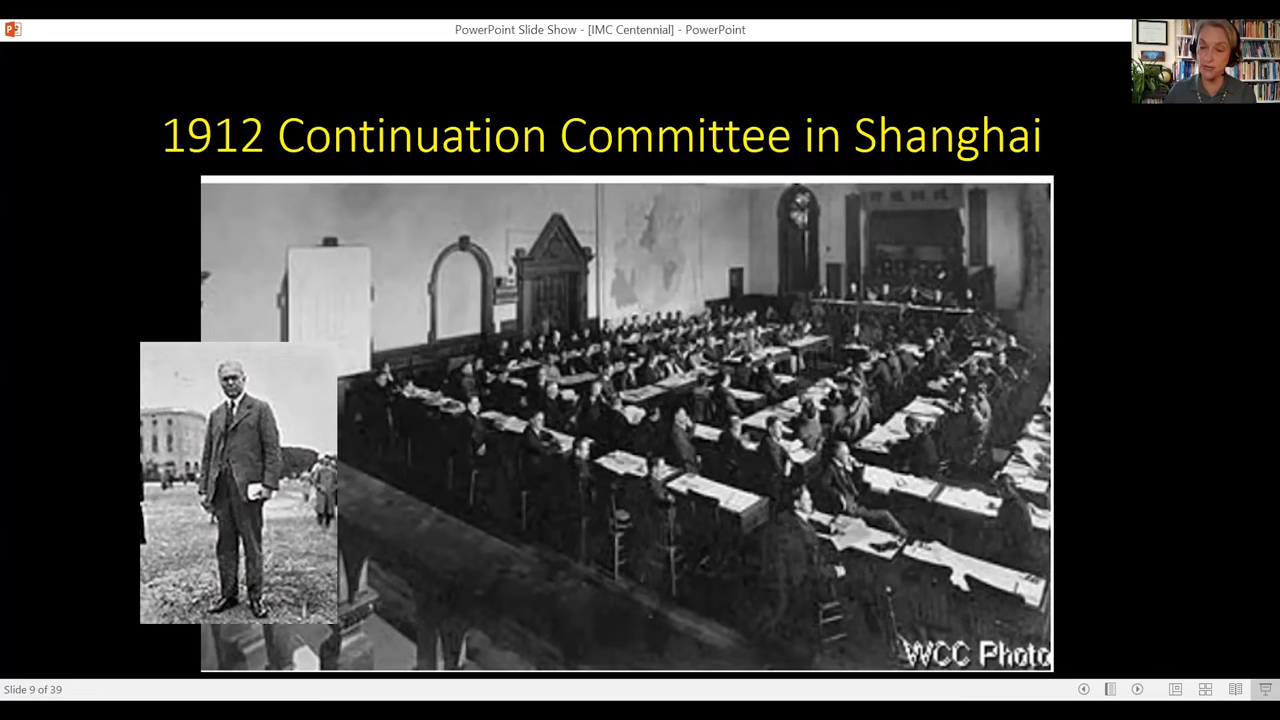 PowerPoint Slide Show - [IMC Centennial] - PowerPoint
1912 Continuation Committee in Shanghai
WCC Photo
Slide 9 of 39